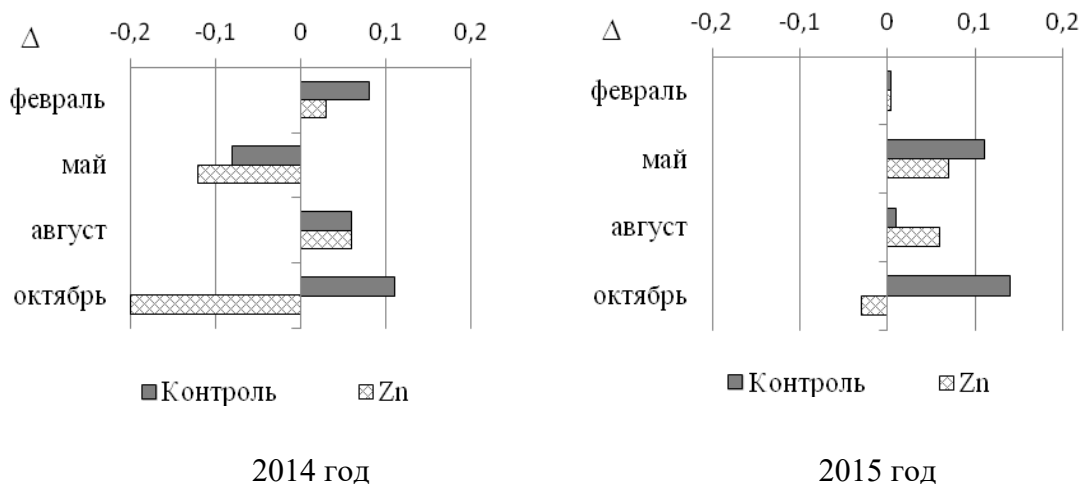 Δ -0,2 -0,1 0 0,1 0,2
февраль
май
август
октябрь
Контроль Zn
2014 год
Δ -0,2 -0,1 0 0,1 0,2
февраль
май
август
октябрь
Контроль Zn
2015 год